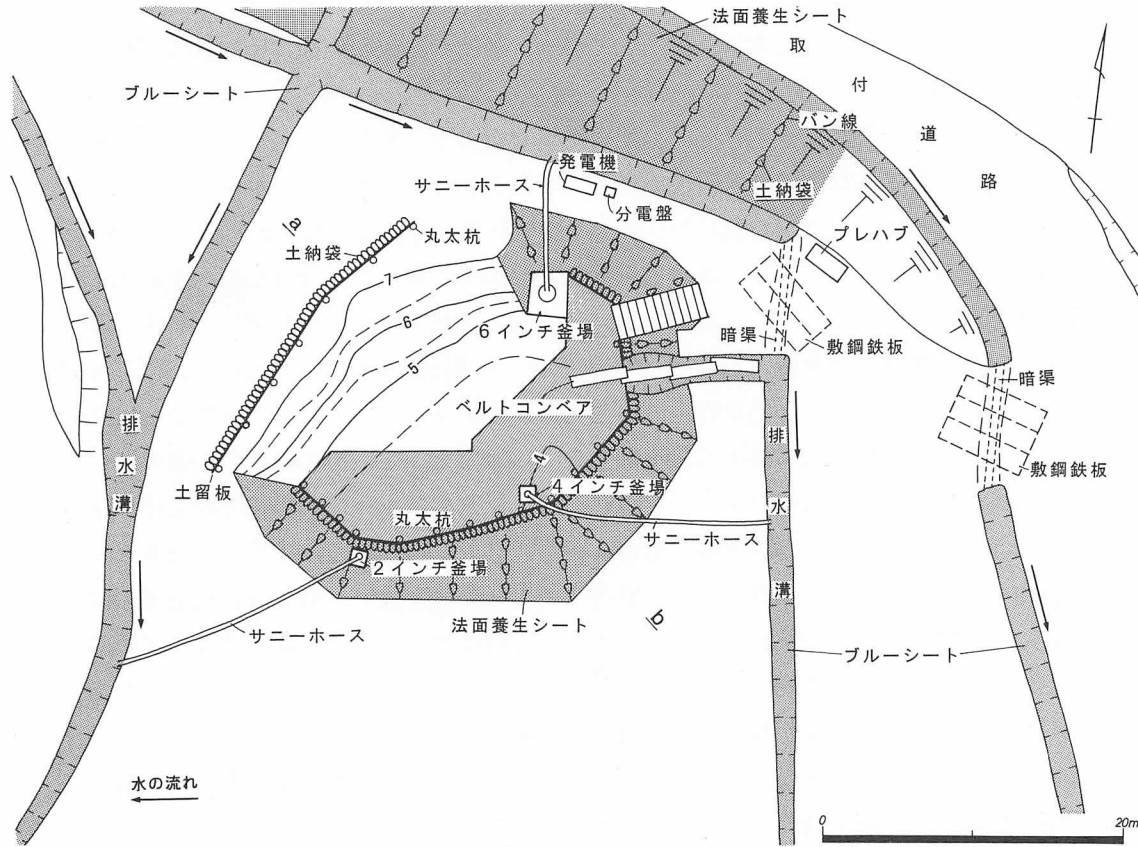 法面養生シート
取付道路
ブルーシート
バン線
発電機
サニーホース
土納袋
分電盤
a
丸太杭
プレハブ
土納袋
7
6
6インチ釜場
暗渠
敷鋼鉄板
5
暗渠
ベルトコンベア
排水溝
排水溝
4
敷鋼鉄板
土留板
4インチ釜場
丸太杭
サニーホース
2インチ釜場
法面養生シート
b
サニーホース
ブルーシート
水の流れ
0
20m